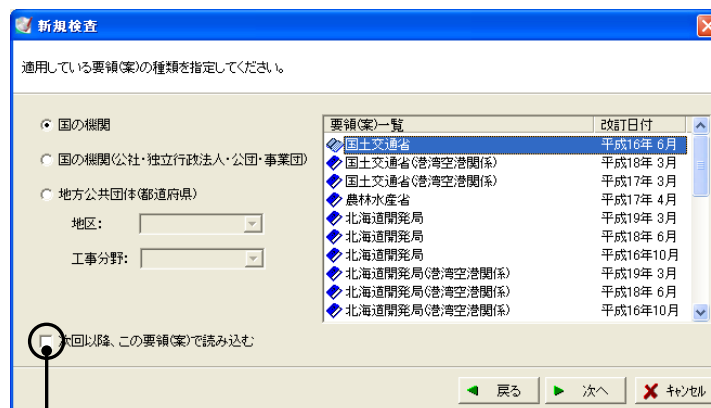 新規検査
適用している要領(案)の種類を指定してください。
国の機関
国の機関(公社・独立行政法人・公団・事業団)
地方公共団体(都道府県)
地区:
工事分野:
要領(案)一覧 改訂日付
国土交通省 平成16年 6月
国土交通省(港湾空港関係) 平成18年 3月
国土交通省(港湾空港関係) 平成17年 3月
農林水産省 平成17年 4月
北海道開発局 平成19年 3月
北海道開発局 平成18年 6月
北海道開発局 平成16年10月
北海道開発局(港湾空港関係) 平成19年 3月
北海道開発局(港湾空港関係) 平成18年 6月
北海道開発局(港湾空港関係) 平成16年10月
次回以降、この要領(案)で読み込む
戻る 次へ キャンセル